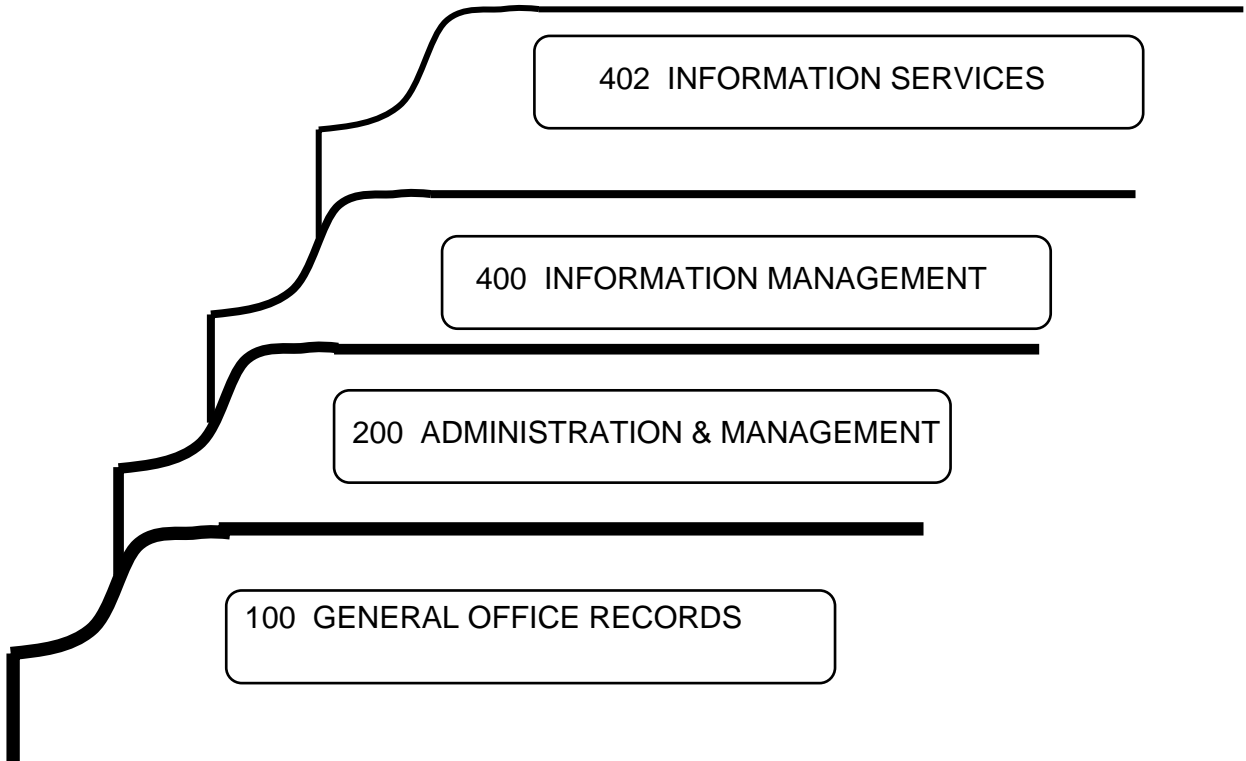 402 INFORMATION SERVICES
400 INFORMATION MANAGEMENT
200 ADMINISTRATION & MANAGEMENT
100 GENERAL OFFICE RECORDS